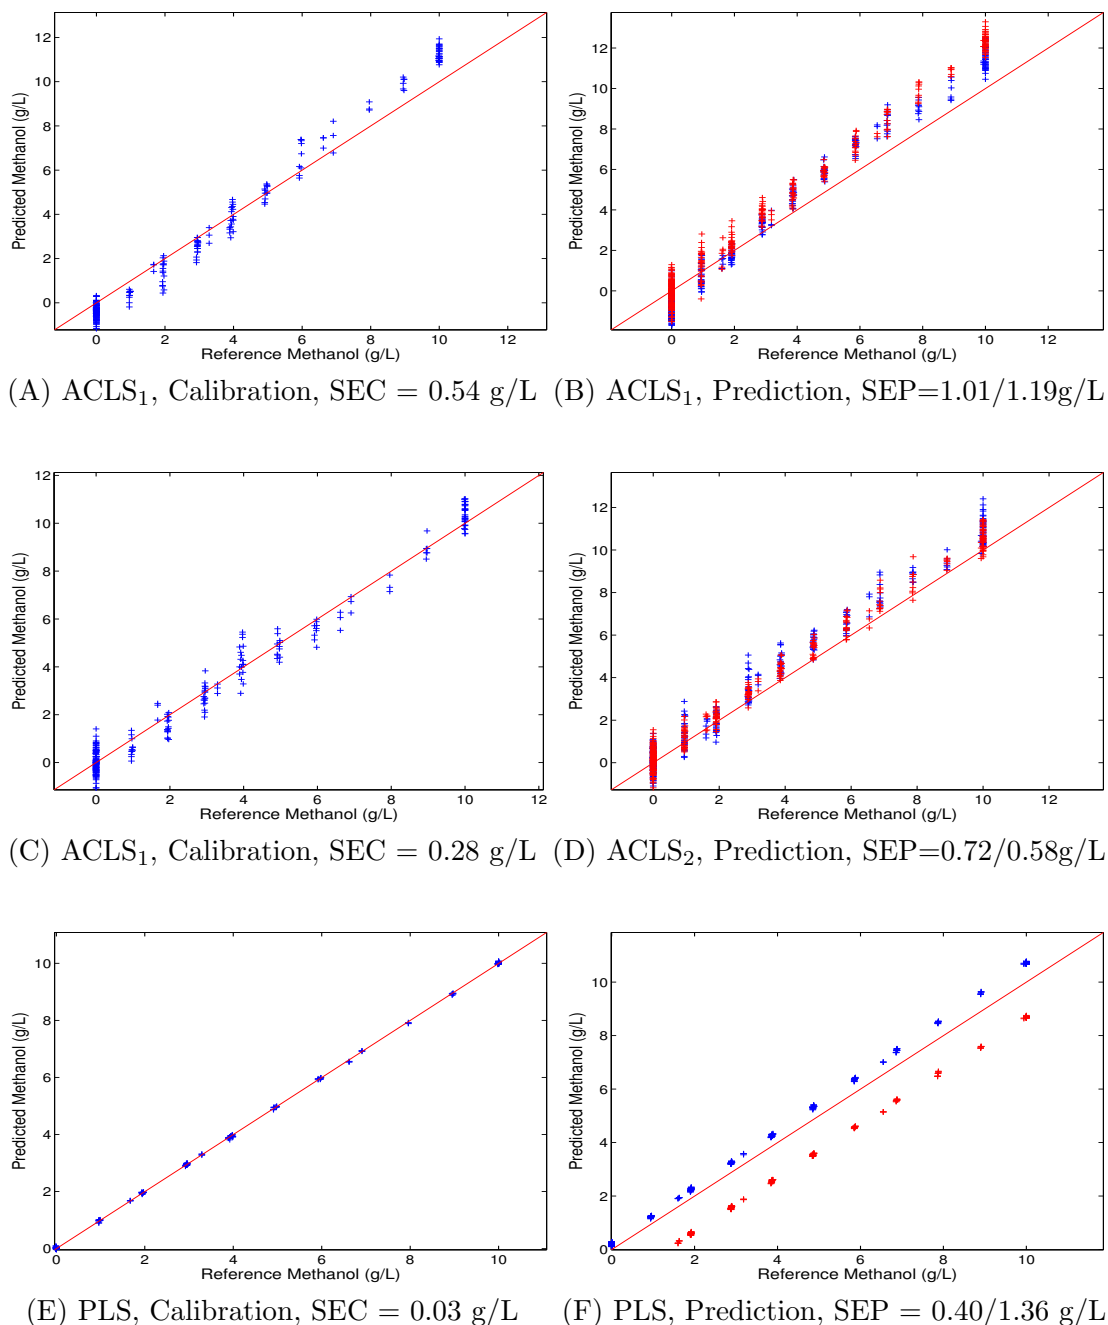 12
10
8
6
4
2
0
Predicted Methanol (g/L)
0 2 4 6 8 10 12
Reference Methanol (g/L)
(A) ACLS₁, Calibration, SEC = 0.54 g/L
12
10
8
6
4
2
0
Predicted Methanol (g/L)
0 2 4 6 8 10 12
Reference Methanol (g/L)
(B) ACLS₁, Prediction, SEP=1.01/1.19g/L
12
10
8
6
4
2
0
Predicted Methanol (g/L)
0 2 4 6 8 10 12
Reference Methanol (g/L)
(C) ACLS₁, Calibration, SEC = 0.28 g/L
12
10
8
6
4
2
0
Predicted Methanol (g/L)
0 2 4 6 8 10 12
Reference Methanol (g/L)
(D) ACLS₂, Prediction, SEP=0.72/0.58g/L
10
8
6
4
2
0
Predicted Methanol (g/L)
0 2 4 6 8 10
Reference Methanol (g/L)
(E) PLS, Calibration, SEC = 0.03 g/L
10
8
6
4
2
0
Predicted Methanol (g/L)
0 2 4 6 8 10
Reference Methanol (g/L)
(F) PLS, Prediction, SEP = 0.40/1.36 g/L